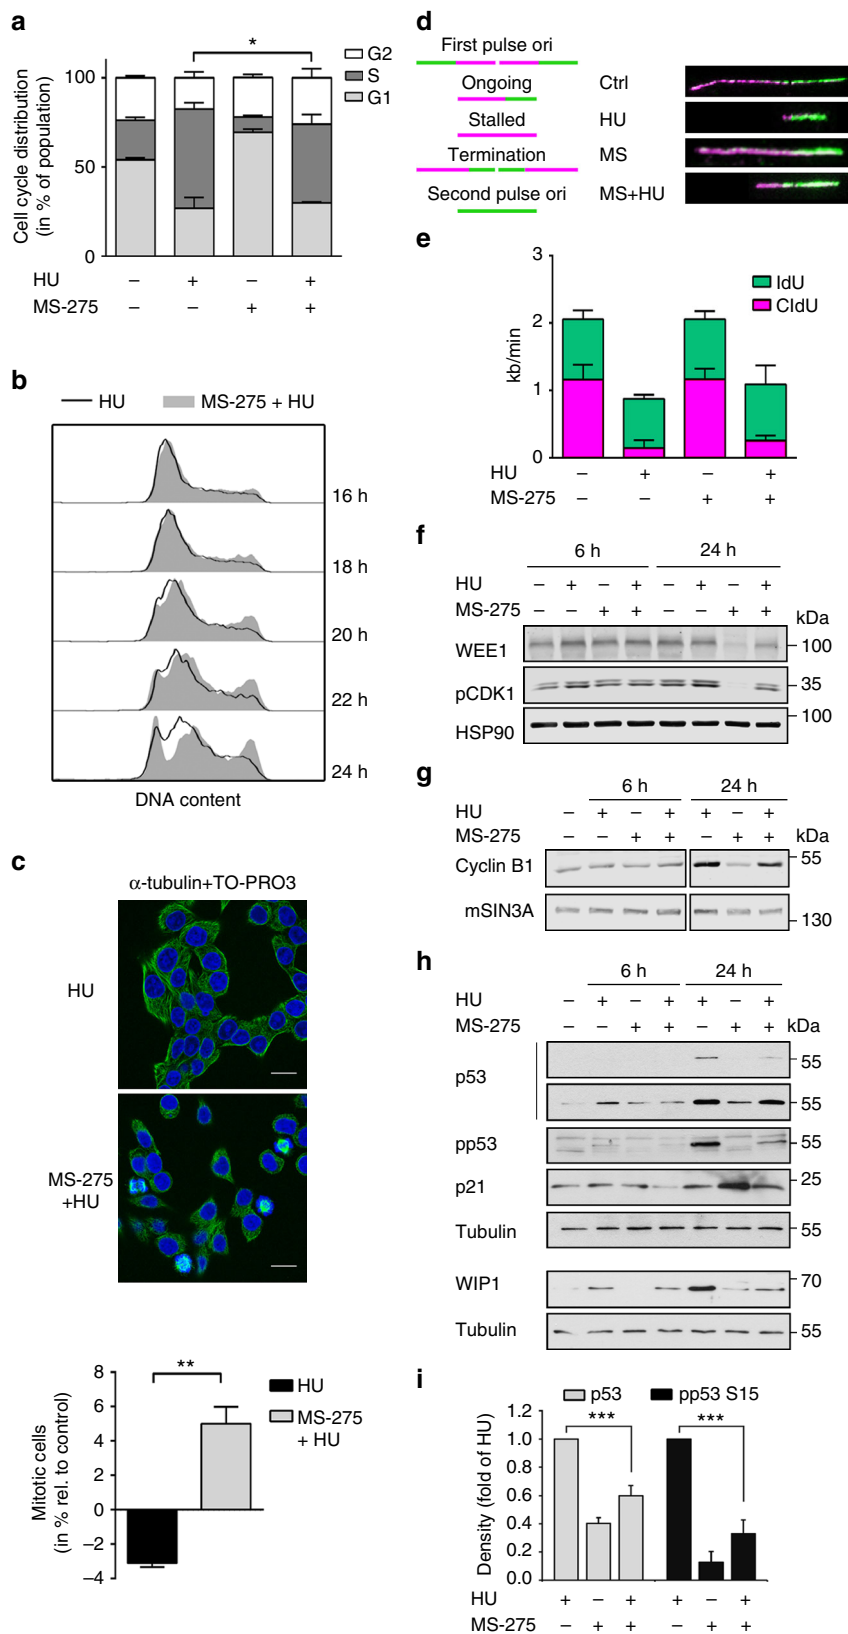 a
*
G2
S
G1
100
50
0
Cell cycle distribution
(in % of population)
HU – + – +
MS-275 – – + +
b
HU MS-275 + HU
16 h
18 h
20 h
22 h
24 h
DNA content
c
α-tubulin+TO-PRO3
HU
MS-275
+HU
**
HU
MS-275
+ HU
8
6
4
2
0
–2
–4
Mitotic cells
(in % rel. to control)
d
First pulse ori
Ongoing
Stalled
Termination
Second pulse ori
Ctrl
HU
MS
MS+HU
e
3
2
1
0
kb/min
IdU
CldU
HU – + – +
MS-275 – – + +
f
6 h 24 h
HU – + – + – + – +
MS-275 – – + + – – + +
kDa
WEE1 100
pCDK1 35
HSP90 100
g
6 h 24 h
HU – + – + + – +
MS-275 – – + + – + + kDa
Cyclin B1 55
mSIN3A 130
h
6 h 24 h
HU – + – + + – +
MS-275 – – + + – + + kDa
p53 55
55
pp53 55
p21 25
Tubulin 55
WIP1 70
Tubulin 55
i
p53 pp53 S15
*** ***
1.2
1.0
0.8
0.6
0.4
0.2
0.0
Density (fold of HU)
HU + – + + – +
MS-275 – + + – + +